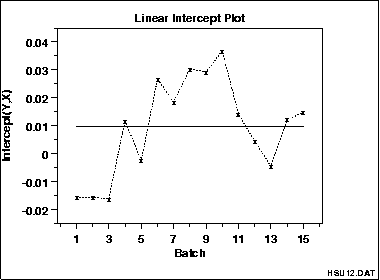 Linear Intercept Plot
Intercept(Y,X)
0.04
0.03
0.02
0.01
0
-0.01
-0.02
1 3 5 7 9 11 13 15
Batch
HSU12.DAT